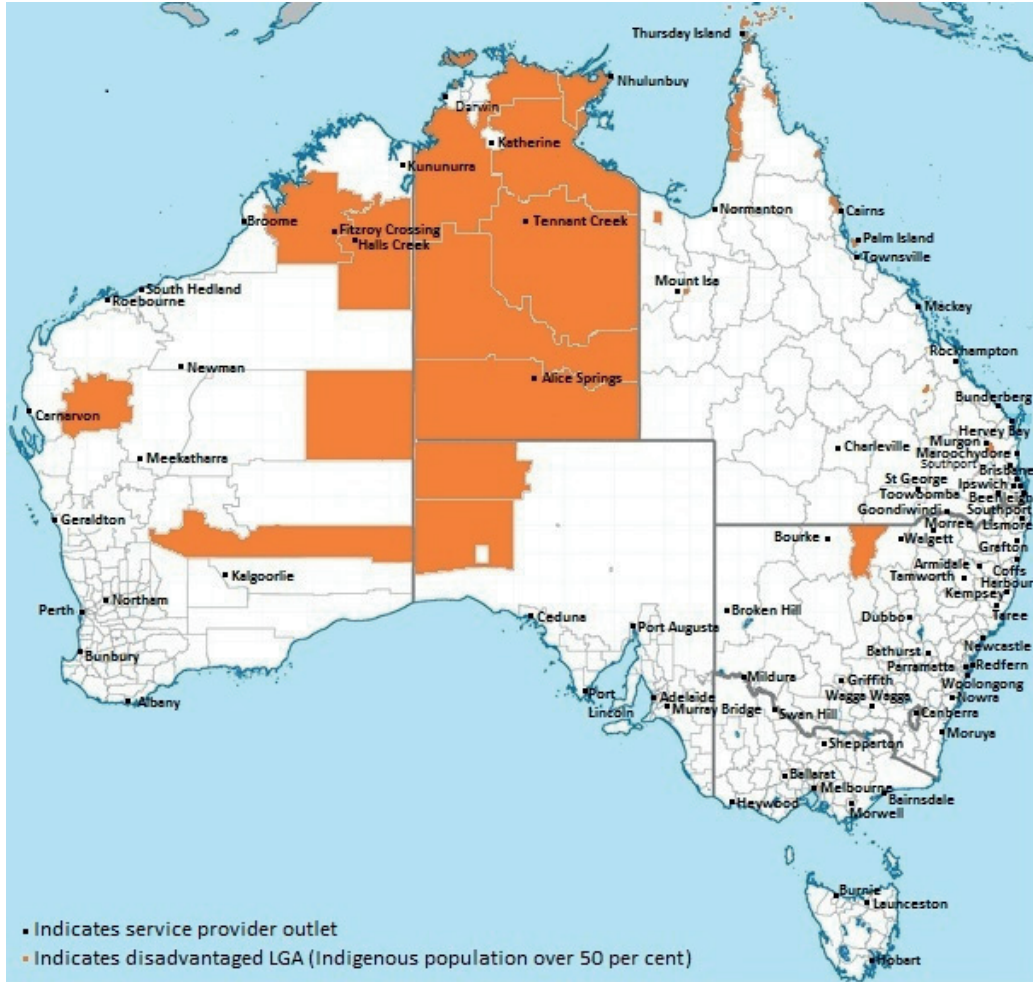 Thursday Island
Nhulunbuy
Darwin
Katherine
Kununurra
Normanton
Cairns
Broome
Tennant Creek
Fitzroy Crossing
Halls Creek
Palm Island
Townsville
Mount Isa
South Hedland
Roebourne
Mackay
Rockhampton
Newman
Alice Springs
Bunderberg
Carnarvon
Hervey Bay
Murgon
Charleville
Maroochydore
Meekatharra
Southport
Brisbane
St George
Ipswich
Toowoomba
Beenleigh
Goondiwindi
Southport
Geraldton
Morree
Lismore
Bourke
Walgett
Grafton
Armidale
Coffs
Harbour
Kalgoorlie
Tamworth
Kempsey
Northam
Perth
Broken Hill
Ceduna
Dubbo
Taree
Port Augusta
Newcastle
Bathurst
Bunbury
Parramatta
Redfern
Mildura
Griffith
Woolongong
Port
Lincoln
Adelaide
Wagga Wagga
Nowra
Albany
Murray Bridge
Swan Hill
Canberra
Moruya
Shepparton
Ballarat
Melbourne
Heywood
Bairnsdale
Morwell
Burnie
Launceston
Hobart
Indicates service provider outlet
Indicates disadvantaged LGA (Indigenous population over 50 per cent)